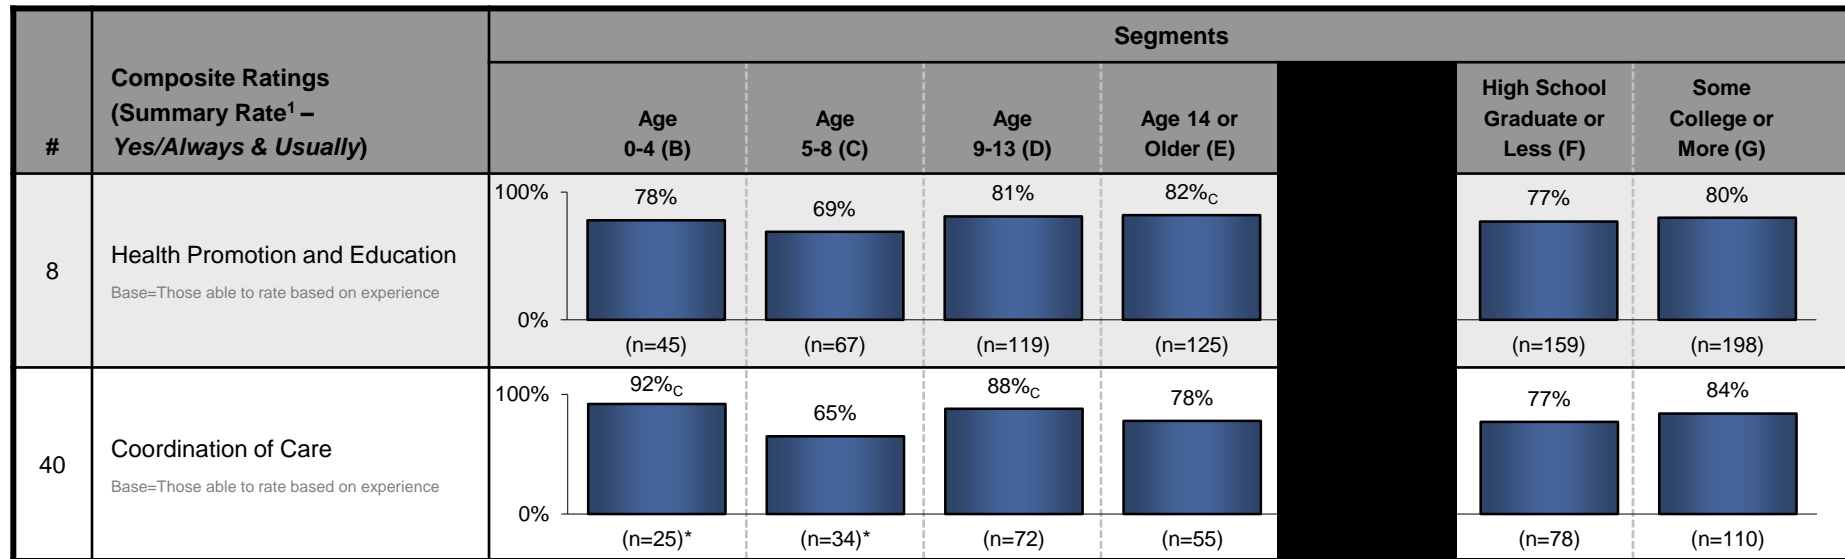 Segments
#
Composite Ratings
(Summary Rate1 –
Yes/Always & Usually)
Age
0-4 (B)
Age
5-8 (C)
Age
9-13 (D)
Age 14 or
Older (E)
High School
Graduate or
Less (F)
Some
College or
More (G)
8
Health Promotion and Education
Base=Those able to rate based on experience
100%
0%
78%
69%
81%
82%C
77%
80%
(n=45)
(n=67)
(n=119)
(n=125)
(n=159)
(n=198)
40
Coordination of Care
Base=Those able to rate based on experience
100%
0%
92%C
65%
88%C
78%
77%
84%
(n=25)*
(n=34)*
(n=72)
(n=55)
(n=78)
(n=110)